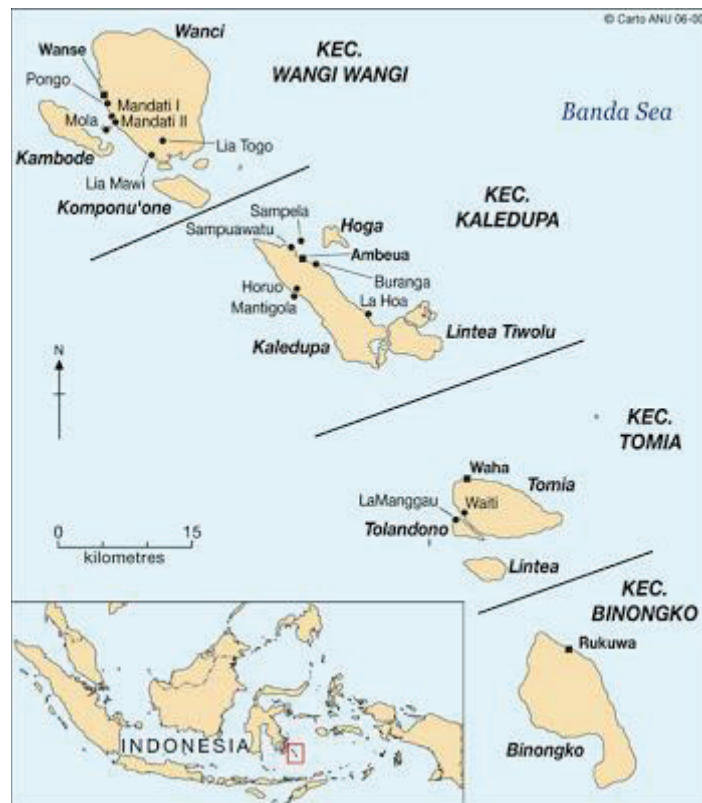 © Carto ANU 06-00
Wanci
KEC.
WANGI WANGI
Wanse
Pongo
Mandati I
Mola
Mandati II
Banda Sea
Lia Togo
Kambode
Lia Mawi
Komponu'one
KEC.
KALEDUPA
Sampela
Hoga
Sampuawatu
Ambeua
Buranga
Horuo
La Hoa
Mantigola
Lintea Tiwolu
Kaledupa
N
KEC.
TOMIA
Waha
Tomia
LaManggau
Waiti
Tolandono
0 15
kilometres
Lintea
KEC.
BINONGKO
Rukuwa
INDONESIA
Binongko